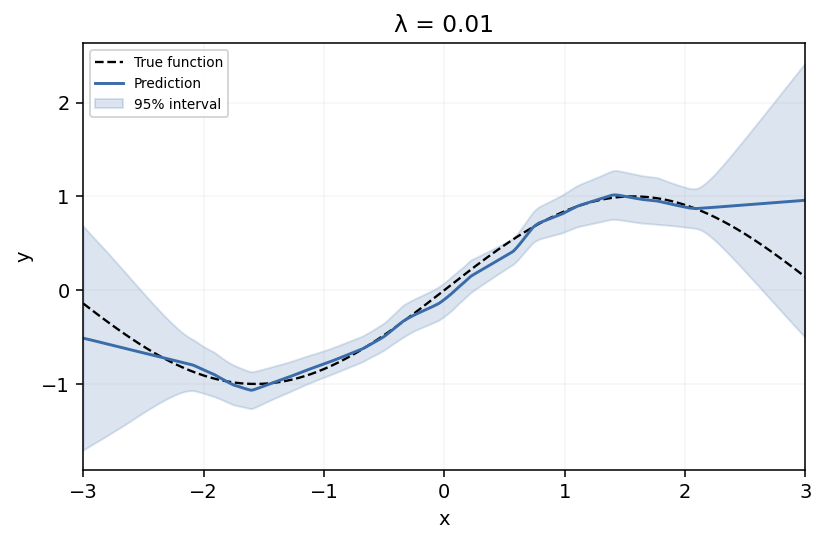 λ = 0.01
True function
Prediction
95% interval
y
2
1
0
−1
−3 −2 −1 0 1 2 3
x